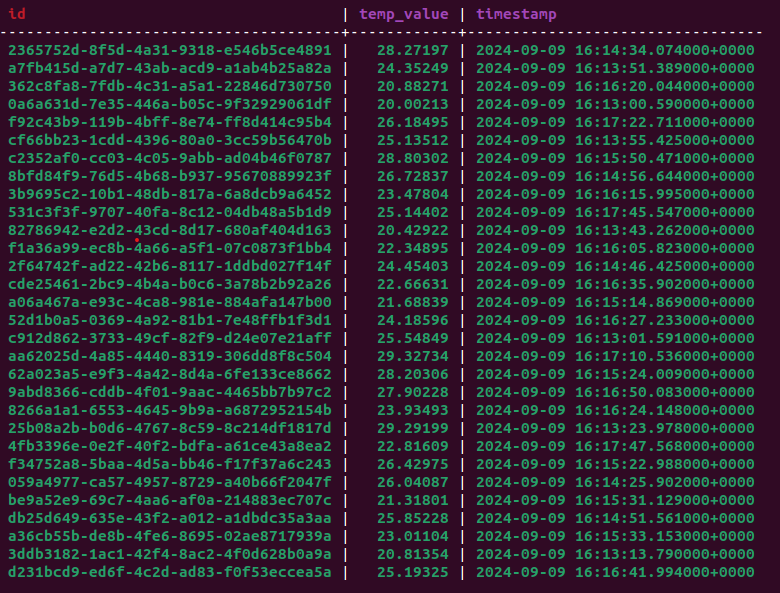 id | temp_value | timestamp
--------------------------------------+------------+---------------------------------
2365752d-8f5d-4a31-9318-e546b5ce4891 | 28.27197 | 2024-09-09 16:14:34.074000+0000
a7fb415d-a7d7-43ab-acd9-a1ab4b25a82a | 24.35249 | 2024-09-09 16:13:51.389000+0000
362c8fa8-7fdb-4c31-a5a1-22846d730750 | 20.88271 | 2024-09-09 16:16:20.044000+0000
0a6a631d-7e35-446a-b05c-9f32929061df | 20.00213 | 2024-09-09 16:13:00.590000+0000
f92c43b9-119b-4bff-8e74-ff8d414c95b4 | 26.18495 | 2024-09-09 16:17:22.711000+0000
cf66bb23-1cdd-4396-80a0-3cc59b56470b | 25.13512 | 2024-09-09 16:13:55.425000+0000
c2352af0-cc03-4c05-9abb-ad04b46f0787 | 28.80302 | 2024-09-09 16:15:50.471000+0000
8bfd84f9-76d5-4b68-b937-95670889923f | 26.72837 | 2024-09-09 16:14:56.644000+0000
3b9695c2-10b1-48db-817a-6a8dcb9a6452 | 23.47804 | 2024-09-09 16:16:15.995000+0000
531c3f3f-9707-40fa-8c12-04db48a5b1d9 | 25.14402 | 2024-09-09 16:17:45.547000+0000
82786942-e2d2-43cd-8d17-680af404d163 | 20.42922 | 2024-09-09 16:13:43.262000+0000
f1a36a99-ec8b-4a66-a5f1-07c0873f1bb4 | 22.34895 | 2024-09-09 16:16:05.823000+0000
2f64742f-ad22-42b6-8117-1ddbd027f14f | 24.45403 | 2024-09-09 16:14:46.425000+0000
cde25461-2bc9-4b4a-b0c6-3a78b2b92a26 | 22.66631 | 2024-09-09 16:16:35.902000+0000
a06a467a-e93c-4ca8-981e-884afa147b00 | 21.68839 | 2024-09-09 16:15:14.869000+0000
52d1b0a5-0369-4a92-81b1-7e48ffb1f3d1 | 24.18596 | 2024-09-09 16:16:27.233000+0000
c912d862-3733-49cf-82f9-d24e07e21aff | 25.54849 | 2024-09-09 16:13:01.591000+0000
aa62025d-4a85-4440-8319-306dd8f8c504 | 29.32734 | 2024-09-09 16:17:10.536000+0000
62a023a5-e9f3-4a42-8d4a-6fe133ce8662 | 28.20306 | 2024-09-09 16:15:24.009000+0000
9abd8366-cddb-4f01-9aac-4465bb7b97c2 | 27.90228 | 2024-09-09 16:16:50.083000+0000
8266a1a1-6553-4645-9b9a-a6872952154b | 23.93493 | 2024-09-09 16:16:24.148000+0000
25b08a2b-b0d6-4767-8c59-8c214df1817d | 29.29199 | 2024-09-09 16:13:23.978000+0000
4fb3396e-0e2f-40f2-bdfa-a61ce43a8ea2 | 22.81609 | 2024-09-09 16:17:47.568000+0000
f34752a8-5baa-4d5a-bb46-f17f37a6c243 | 26.42975 | 2024-09-09 16:15:22.988000+0000
059a4977-ca57-4957-8729-a40b66f2047f | 26.04087 | 2024-09-09 16:14:25.902000+0000
be9a52e9-69c7-4aa6-af0a-214883ec707c | 21.31801 | 2024-09-09 16:15:31.129000+0000
db25d649-635e-43f2-a012-a1dbdc35a3aa | 25.85228 | 2024-09-09 16:14:51.561000+0000
a36cb55b-de8b-4fe6-8695-02ae8717939a | 23.01104 | 2024-09-09 16:15:33.153000+0000
3ddb3182-1ac1-42f4-8ac2-4f0d628b0a9a | 20.81354 | 2024-09-09 16:13:13.790000+0000
d231bcd9-ed6f-4c2d-ad83-f0f53eccea5a | 25.19325 | 2024-09-09 16:16:41.994000+0000